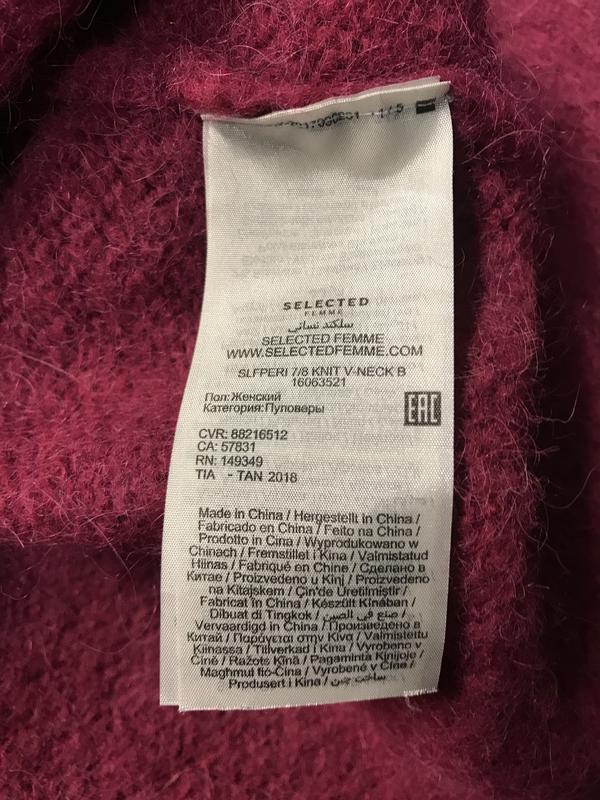 1/5
SELECTED
FEMME
سلكتد نسائي
SELECTED FEMME
WWW.SELECTEDFEMME.COM
SLFPERI 7/8 KNIT V-NECK B
16063521
Пол:Женский
Категория:Пуловеры
EAC
CVR: 88216512
CA: 57831
RN: 149349
TIA - TAN 2018
Made in China / Hergestellt in China /
Fabricado en China / Feito na China /
Prodotto in Cina / Wyprodukowano w
Chinach / Fremstillet i Kina / Valmistatud
Hiinas / Fabriqué en Chine / Сделано в
Китае / Proizvedeno u Kini / Proizvedeno
na Kitajskem / Çin'de Üretilmiştir /
Fabricat în China / Készült Kínában /
Dibuat di Tingkok / صنع في الصين /
Vervaardigd in China / Произведено в
Китай / Παράγεται στην Κίνα / Valmistettu
Kiinassa / Tillverkad i Kina / Vyrobeno v
Číně / Ražots Ķīnā / Pagaminta Kinijoje /
Magħmul fiċ-Ċina / Vyrobené v Číne /
Produsert i Kina / ساخت چین